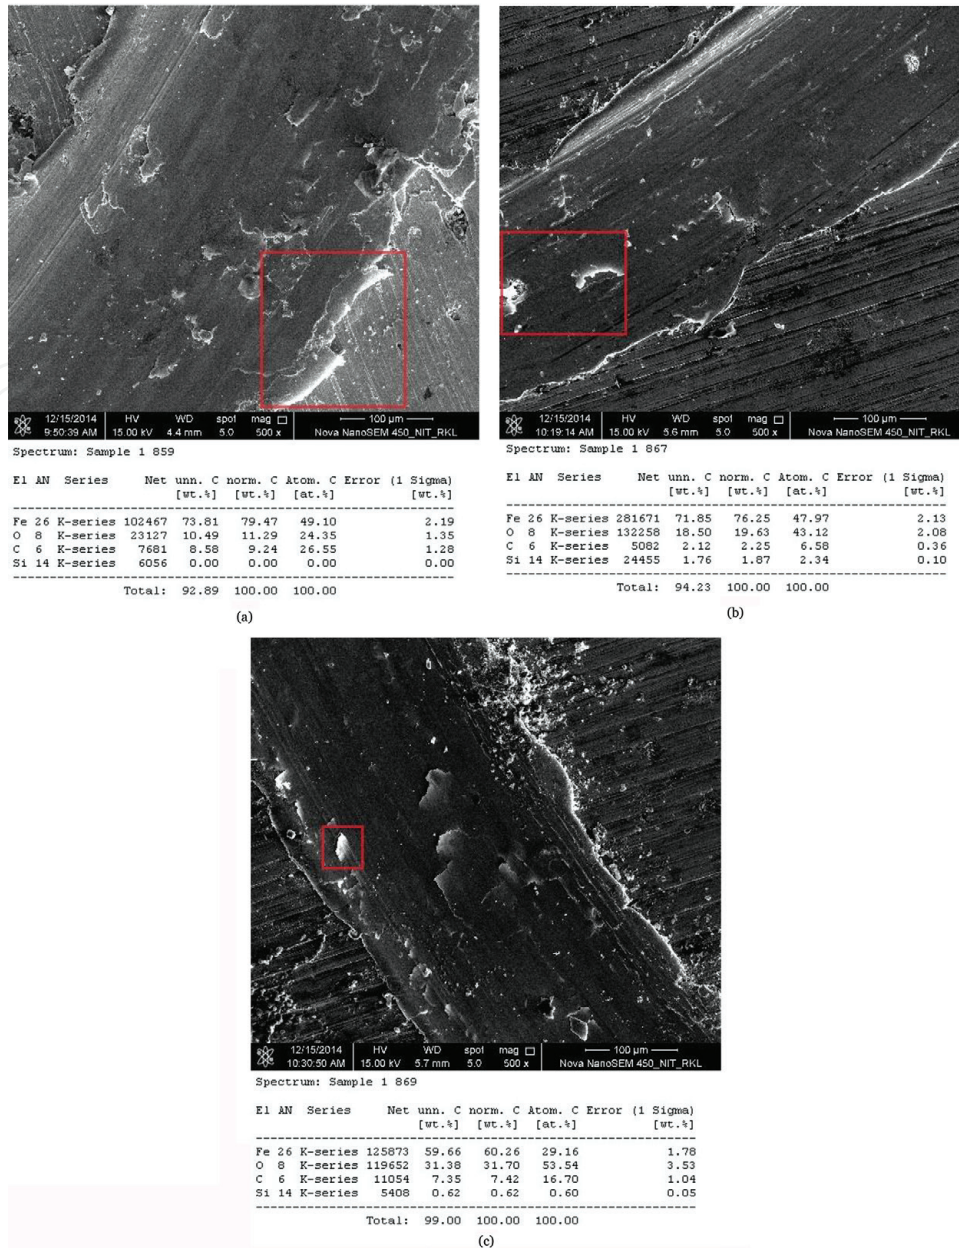 12/15/2014 HV WD spot mag 100 µm
9:50:39 AM 15.00 kV 4.4 mm 5.0 500 x Nova NanoSEM 450_NIT_RKL
Spectrum: Sample 1 859
El AN Series Net unn. C norm. C Atom. C Error (1 Sigma)
[wt.%] [wt.%] [at.%] [wt.%]
Fe 26 K-series 102467 73.81 79.47 49.10 2.19
O 8 K-series 23127 10.49 11.29 24.35 1.35
C 6 K-series 7681 8.58 9.24 26.55 1.28
Si 14 K-series 6056 0.00 0.00 0.00 0.00
Total: 92.89 100.00 100.00
(a)
12/15/2014 HV WD spot mag 100 µm
10:19:14 AM 15.00 kV 5.6 mm 5.0 500 x Nova NanoSEM 450_NIT_RKL
Spectrum: Sample 1 867
El AN Series Net unn. C norm. C Atom. C Error (1 Sigma)
[wt.%] [wt.%] [at.%] [wt.%]
Fe 26 K-series 281671 71.85 76.25 47.97 2.13
O 8 K-series 132258 18.50 19.63 43.12 2.08
C 6 K-series 5082 2.12 2.25 6.58 0.36
Si 14 K-series 24455 1.76 1.87 2.34 0.10
Total: 94.23 100.00 100.00
(b)
12/15/2014 HV WD spot mag 100 µm
10:30:50 AM 15.00 kV 5.7 mm 5.0 500 x Nova NanoSEM 450_NIT_RKL
Spectrum: Sample 1 869
El AN Series Net unn. C norm. C Atom. C Error (1 Sigma)
[wt.%] [wt.%] [at.%] [wt.%]
Fe 26 K-series 125873 59.66 60.26 29.16 1.78
O 8 K-series 119652 31.38 31.70 53.54 3.53
C 6 K-series 11054 7.35 7.42 16.70 1.04
Si 14 K-series 5408 0.62 0.62 0.60 0.05
Total: 99.00 100.00 100.00
(c)